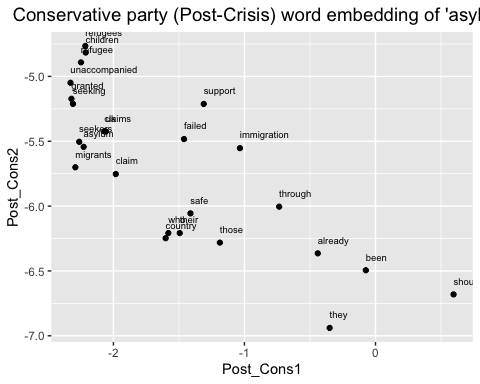 Conservative party (Post-Crisis) word embedding of 'asyl
refugees
children
refugee
unaccompanied
granted
seeking
support
claims
failed
seekers
asylum
immigration
migrants
claim
through
safe
their
country
those
already
been
shou
they
-5.0
-5.5
-6.0
-6.5
-7.0
Post_Cons2
-2
-1
0
Post_Cons1